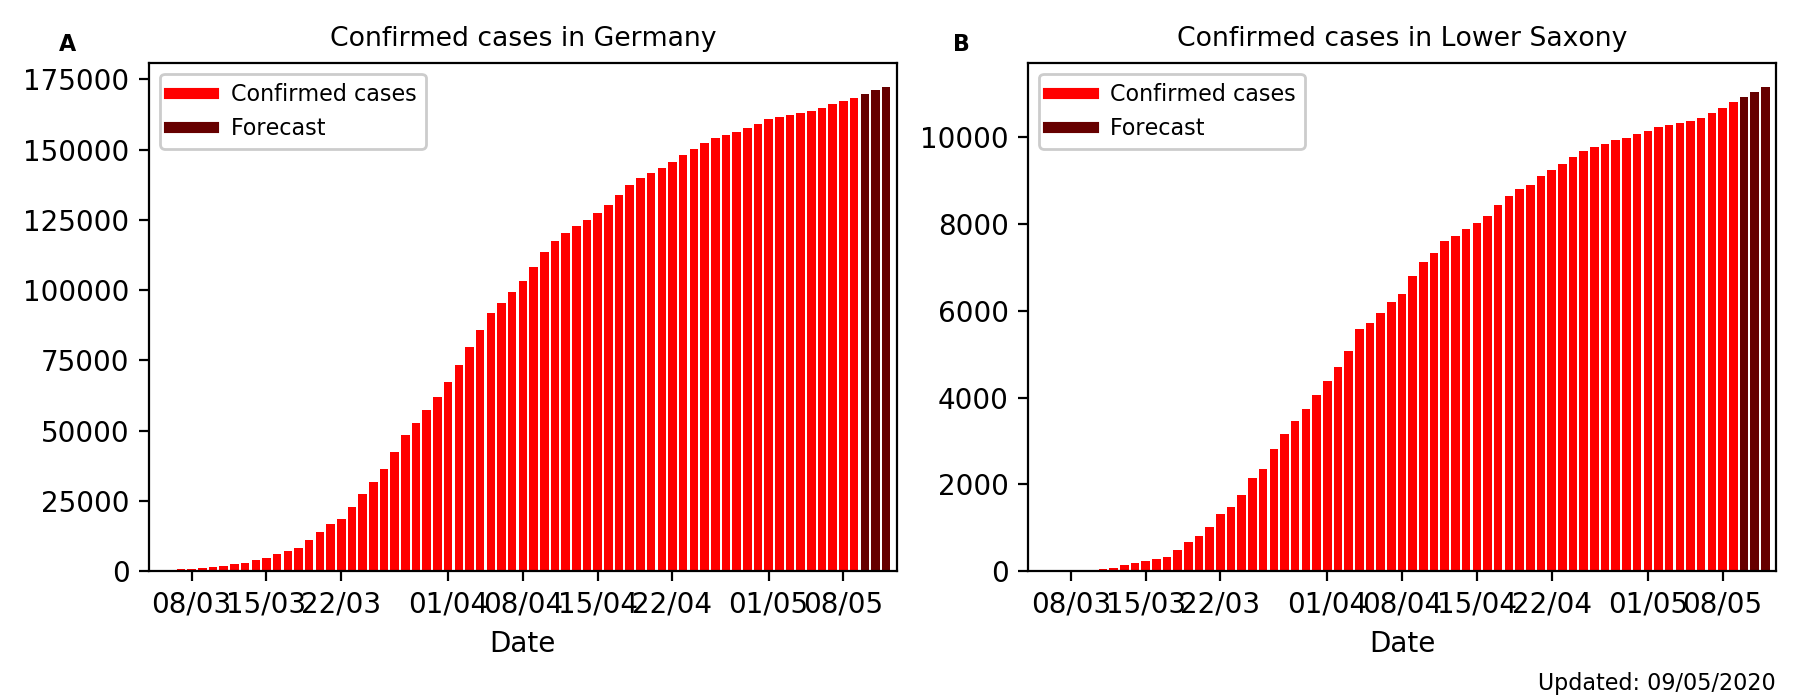 A
Confirmed cases in Germany
175000
150000
125000
100000
75000
50000
25000
0
Confirmed cases
Forecast
08/03 15/03 22/03 01/04 08/04 15/04 22/04 01/05 08/05
Date
B
Confirmed cases in Lower Saxony
10000
8000
6000
4000
2000
0
Confirmed cases
Forecast
08/03 15/03 22/03 01/04 08/04 15/04 22/04 01/05 08/05
Date
Updated: 09/05/2020